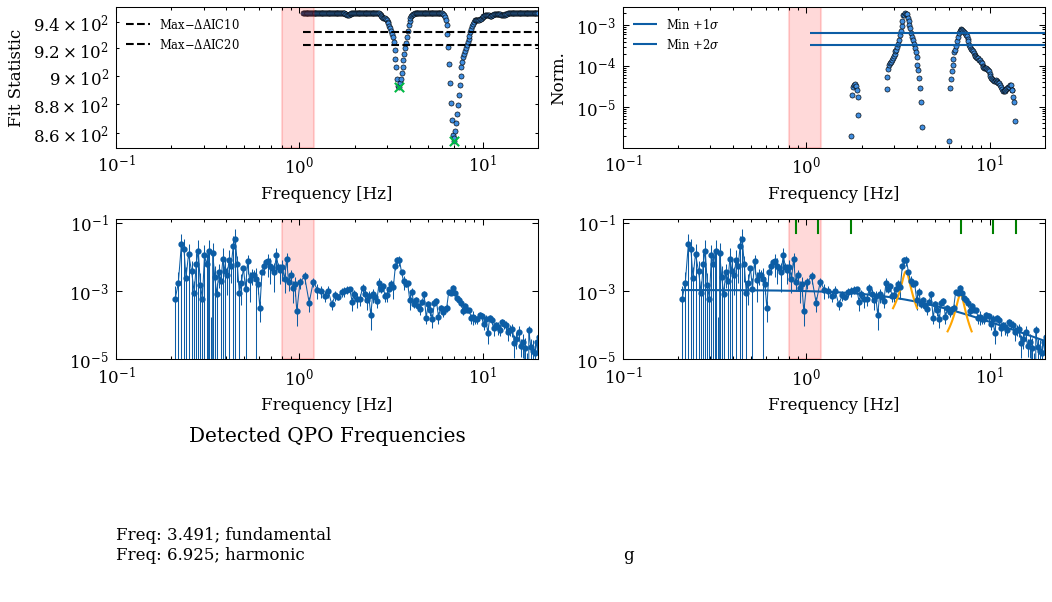 Fit Statistic
9.4 × 10²
9.2 × 10²
9 × 10²
8.8 × 10²
8.6 × 10²
Max−ΔAIC10
Max−ΔAIC20
10⁻¹ 10⁰ 10¹
Frequency [Hz]
Norm.
10⁻³
10⁻⁴
10⁻⁵
Min +1σ
Min +2σ
10⁻¹ 10⁰ 10¹
Frequency [Hz]
10⁻¹
10⁻³
10⁻⁵
10⁻¹ 10⁰ 10¹
Frequency [Hz]
10⁻¹
10⁻³
10⁻⁵
10⁻¹ 10⁰ 10¹
Frequency [Hz]
Detected QPO Frequencies
Freq: 3.491; fundamental
Freq: 6.925; harmonic
g